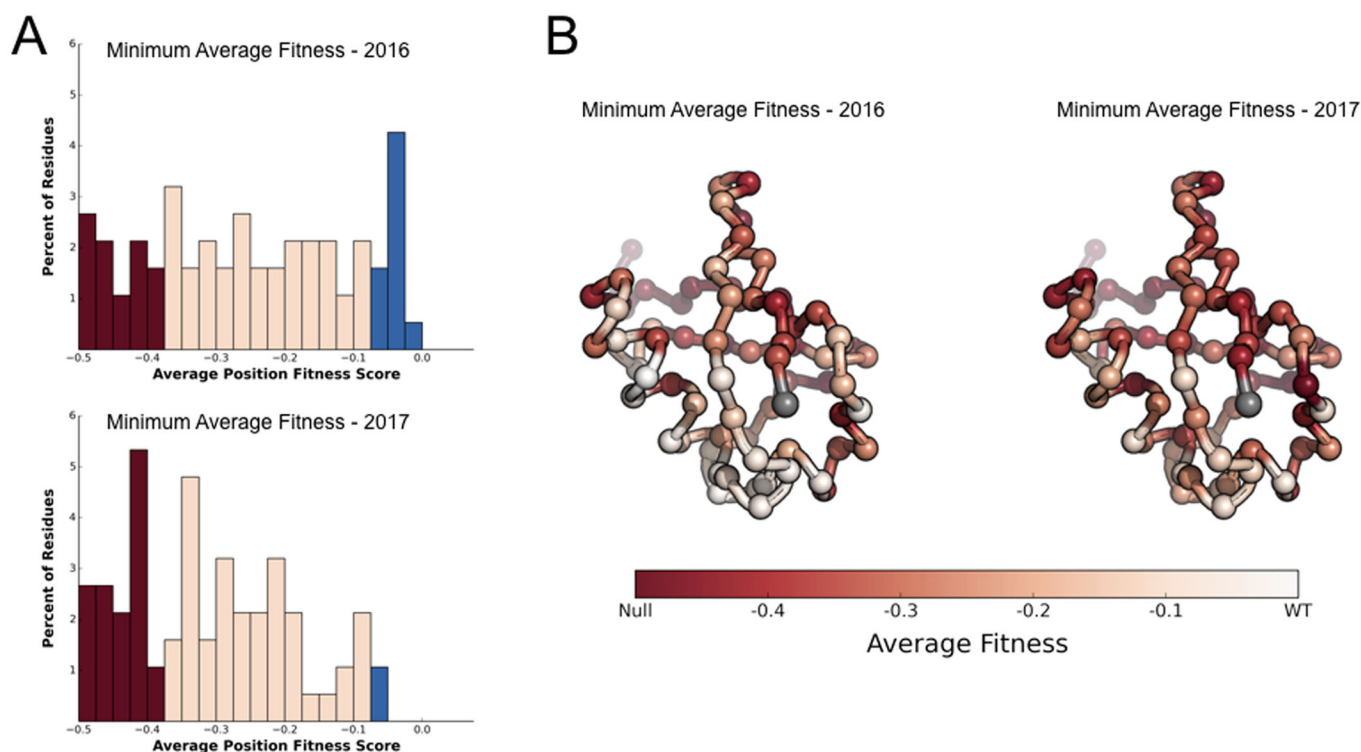 A
Minimum Average Fitness - 2016
6
5
4
3
2
1
Percent of Residues
−0.5 −0.4 −0.3 −0.2 −0.1 0.0
Average Position Fitness Score
Minimum Average Fitness - 2017
6
5
4
3
2
1
Percent of Residues
−0.5 −0.4 −0.3 −0.2 −0.1 0.0
Average Position Fitness Score
B
Minimum Average Fitness - 2016
Minimum Average Fitness - 2017
Null -0.4 -0.3 -0.2 -0.1 WT
Average Fitness